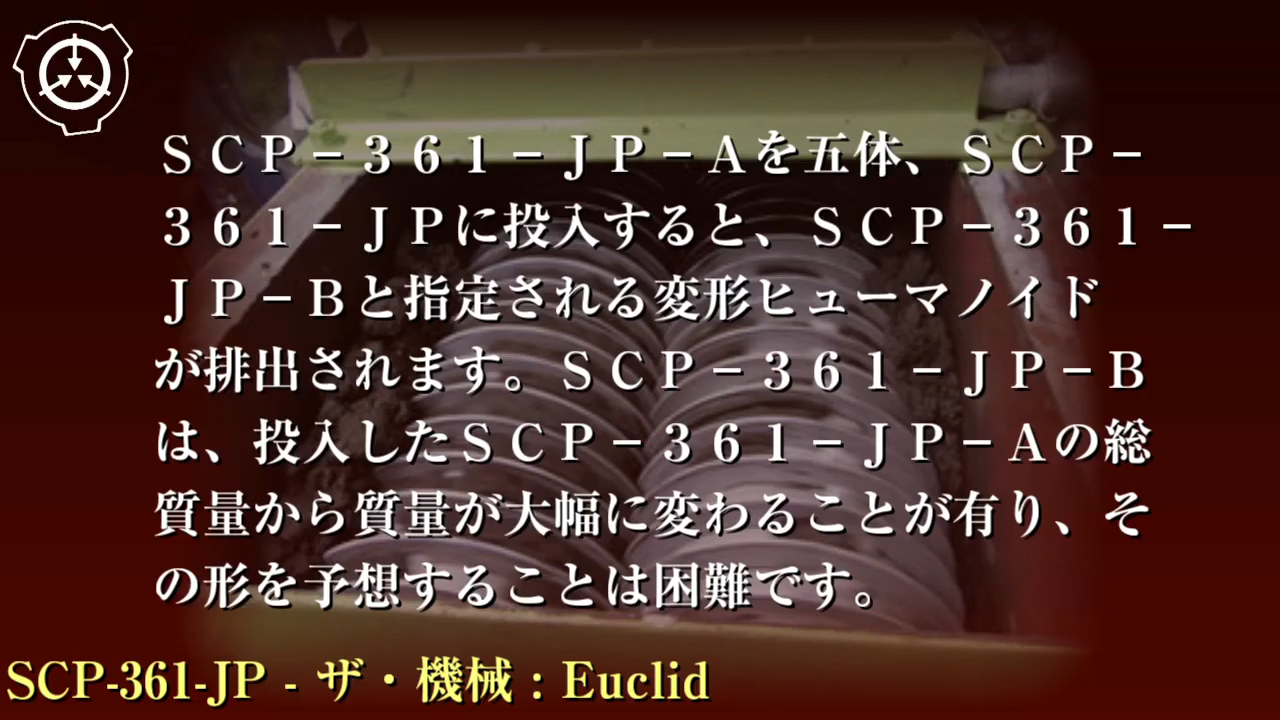 ＳＣＰ－３６１－ＪＰ－Ａを五体、ＳＣＰ－
３６１－ＪＰに投入すると、ＳＣＰ－３６１－
ＪＰ－Ｂと指定される変形ヒューマノイド
が排出されます。ＳＣＰ－３６１－ＪＰ－Ｂ
は、投入したＳＣＰ－３６１－ＪＰ－Ａの総
質量から質量が大幅に変わることが有り、そ
の形を予想することは困難です。
SCP-361-JP - ザ・機械 : Euclid